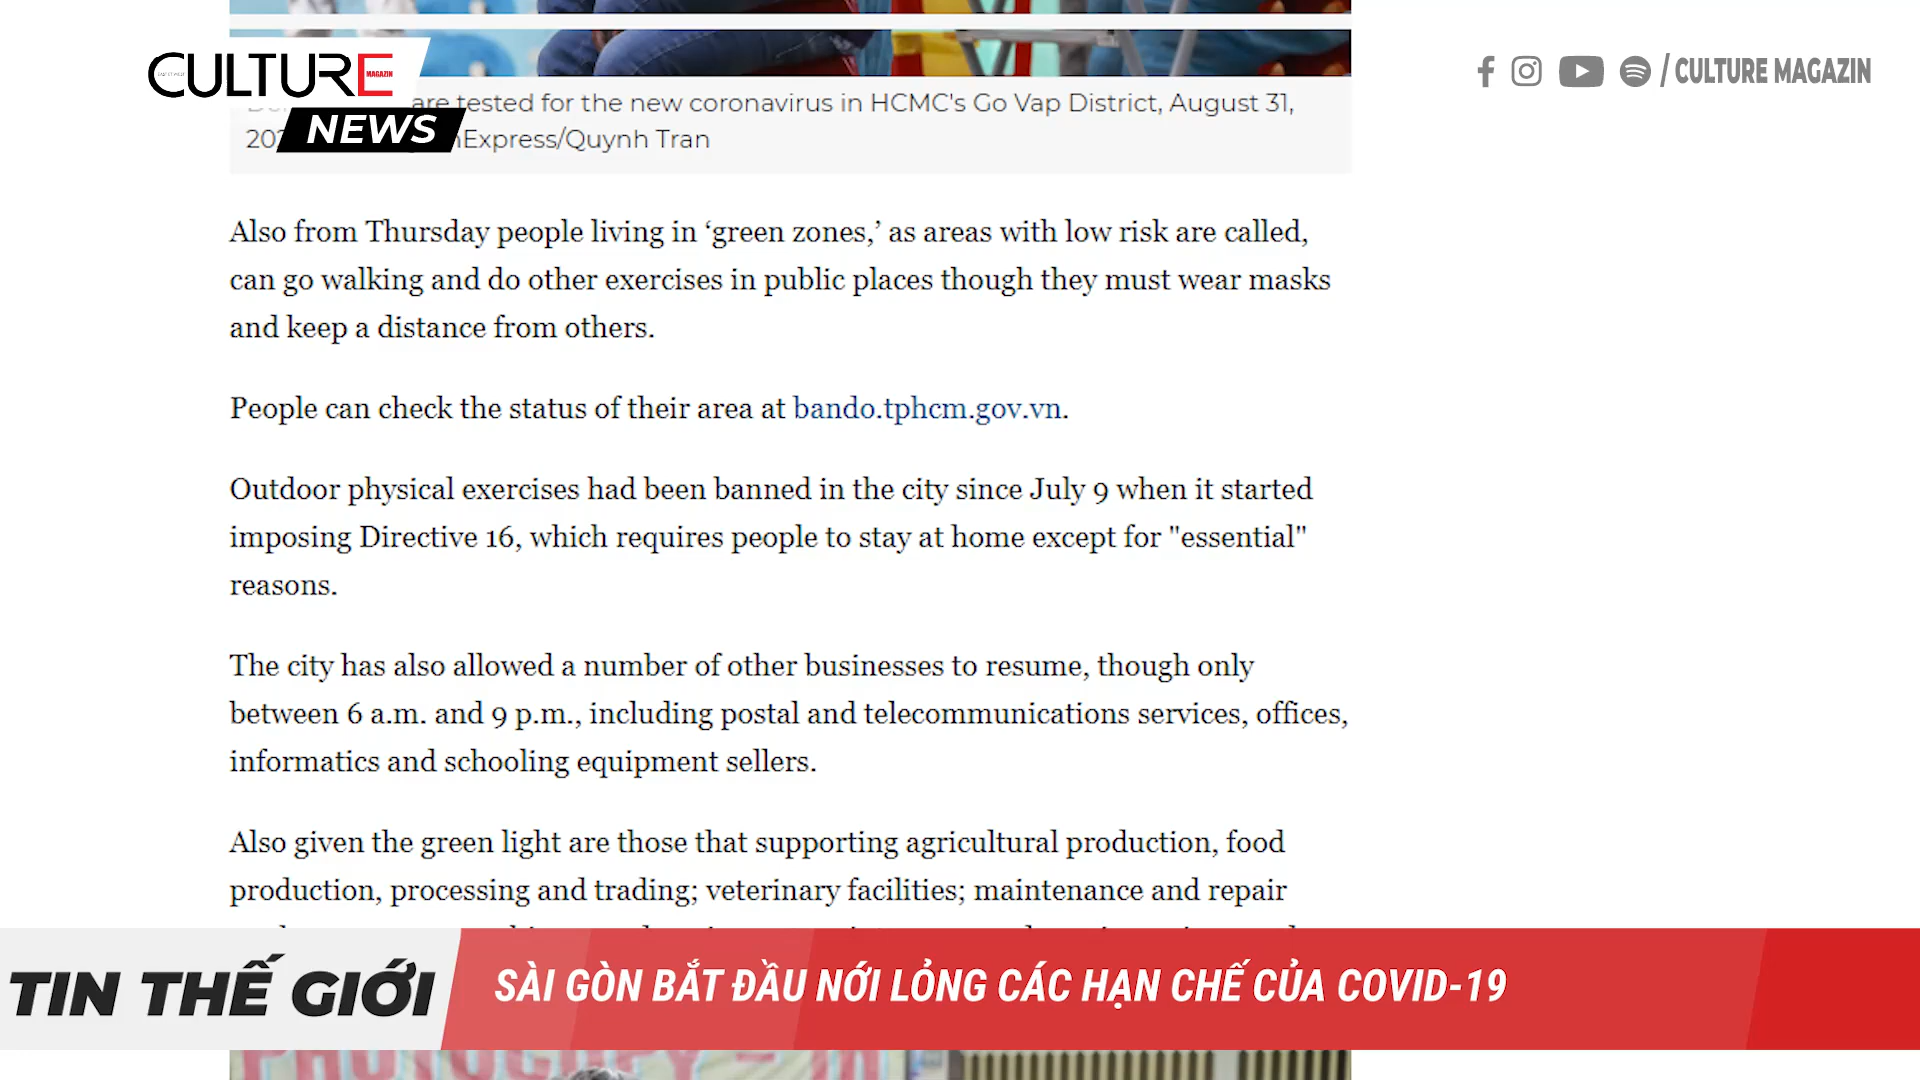 CULTURE
MAGAZIN
NEWS
/ CULTURE MAGAZIN
are tested for the new coronavirus in HCMC's Go Vap District, August 31,
Express/Quynh Tran
Also from Thursday people living in ‘green zones,’ as areas with low risk are called,
can go walking and do other exercises in public places though they must wear masks
and keep a distance from others.
People can check the status of their area at bando.tphcm.gov.vn.
Outdoor physical exercises had been banned in the city since July 9 when it started
imposing Directive 16, which requires people to stay at home except for "essential"
reasons.
The city has also allowed a number of other businesses to resume, though only
between 6 a.m. and 9 p.m., including postal and telecommunications services, offices,
informatics and schooling equipment sellers.
Also given the green light are those that supporting agricultural production, food
production, processing and trading; veterinary facilities; maintenance and repair
TIN THẾ GIỚI
SÀI GÒN BẮT ĐẦU NỚI LỎNG CÁC HẠN CHẾ CỦA COVID-19
PHOTOCOPY - IN